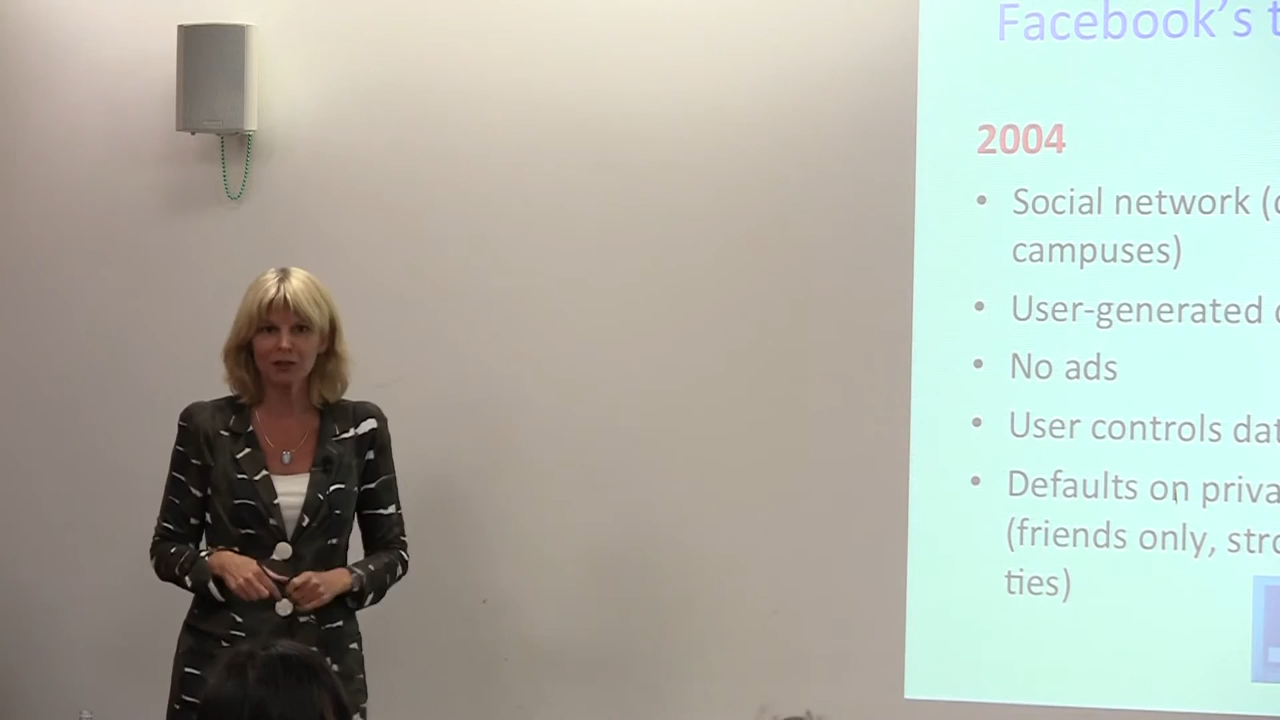 Facebook's
2004
• Social network
campuses)
• User-generated
• No ads
• User controls
• Defaults on
(friends only,
ties)